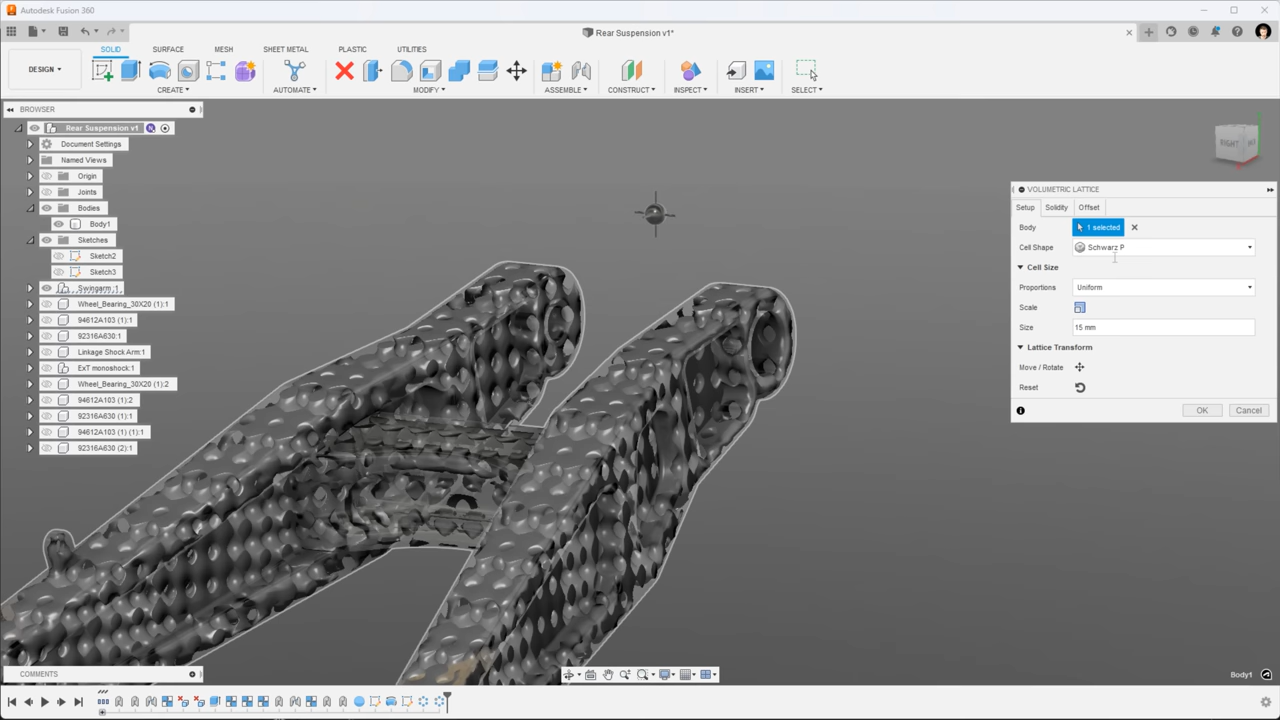 Autodesk Fusion 360
Rear Suspension v1*
DESIGN
SOLID SURFACE MESH SHEET METAL PLASTIC UTILITIES
CREATE AUTOMATE MODIFY ASSEMBLE CONSTRUCT INSPECT INSERT SELECT
BROWSER
Rear Suspension v1
Document Settings
Named Views
Origin
Joints
Bodies
Body1
Sketches
Sketch2
Sketch3
Swingarm:1
Wheel_Bearing_30X20 (1):1
94612A103 (1):1
92316A630:1
Linkage Shock Arm:1
ExT monoshock:1
Wheel_Bearing_30X20 (1):2
94612A103 (1):2
92316A630 (1):1
94612A103 (1) (1):1
92316A630 (2):1
RIGHT
VOLUMETRIC LATTICE
Setup Solidity Offset
Body 1 selected
Cell Shape Schwarz P
Cell Size
Proportions Uniform
Scale
Size 15 mm
Lattice Transform
Move / Rotate
Reset
OK Cancel
COMMENTS
Body1